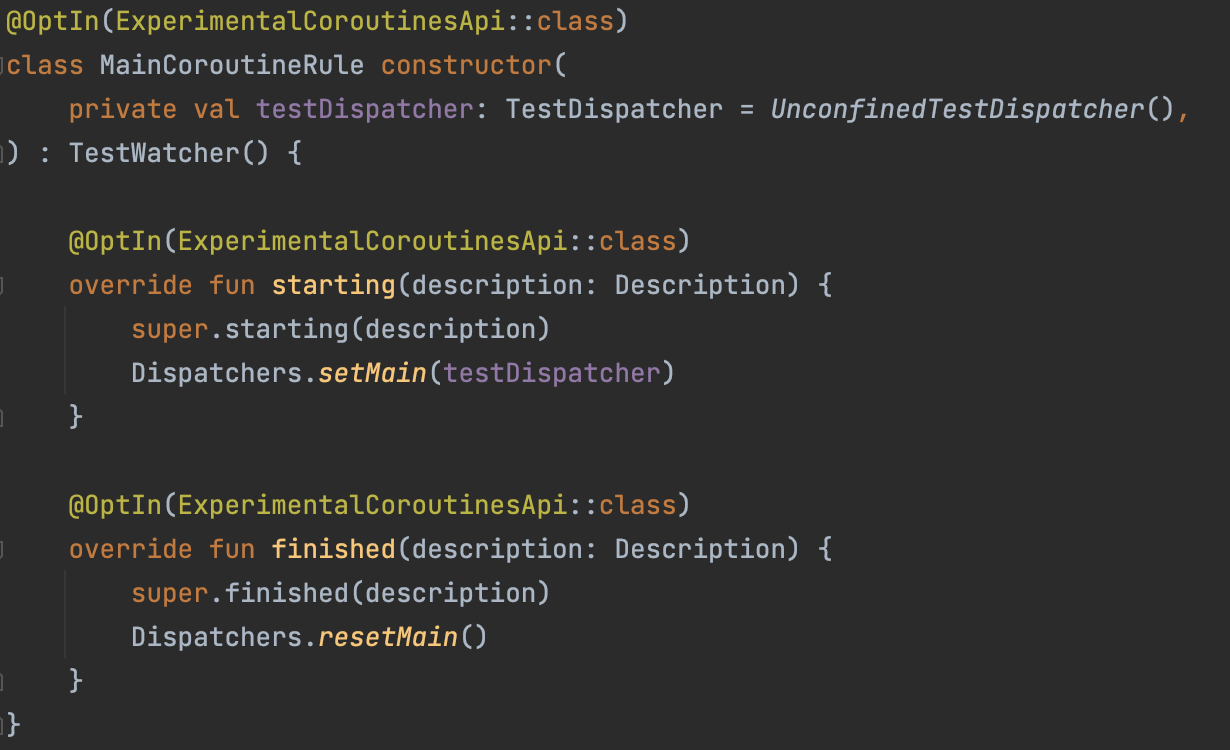 @OptIn(ExperimentalCoroutinesApi::class)
class MainCoroutineRule constructor(
    private val testDispatcher: TestDispatcher = UnconfinedTestDispatcher(),
) : TestWatcher() {

    @OptIn(ExperimentalCoroutinesApi::class)
    override fun starting(description: Description) {
        super.starting(description)
        Dispatchers.setMain(testDispatcher)
    }

    @OptIn(ExperimentalCoroutinesApi::class)
    override fun finished(description: Description) {
        super.finished(description)
        Dispatchers.resetMain()
    }
}